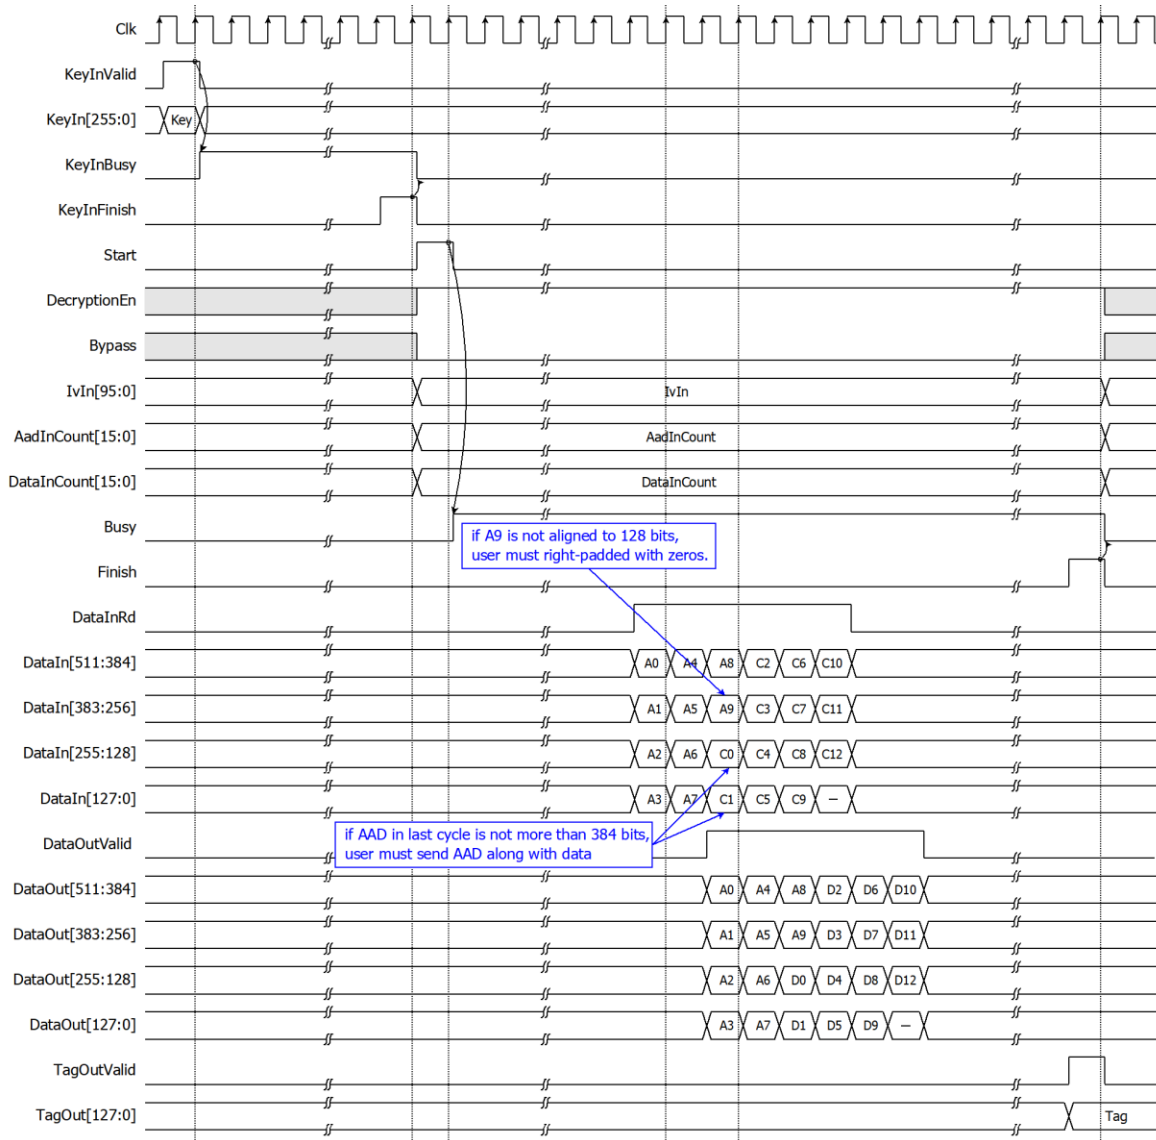 Clk
KeyInValid
KeyIn[255:0] Key
KeyInBusy
KeyInFinish
Start
DecryptionEn
Bypass
IvIn[95:0] IvIn
AadInCount[15:0] AadInCount
DataInCount[15:0] DataInCount
Busy
if A9 is not aligned to 128 bits,
user must right-padded with zeros.
Finish
DataInRd
DataIn[511:384] A0 A4 A8 C2 C6 C10
DataIn[383:256] A1 A5 A9 C3 C7 C11
DataIn[255:128] A2 A6 C0 C4 C8 C12
DataIn[127:0] A3 A7 C1 C5 C9 —
if AAD in last cycle is not more than 384 bits,
user must send AAD along with data
DataOutValid
DataOut[511:384] A0 A4 A8 D2 D6 D10
DataOut[383:256] A1 A5 A9 D3 D7 D11
DataOut[255:128] A2 A6 D0 D4 D8 D12
DataOut[127:0] A3 A7 D1 D5 D9 —
TagOutValid
TagOut[127:0] Tag